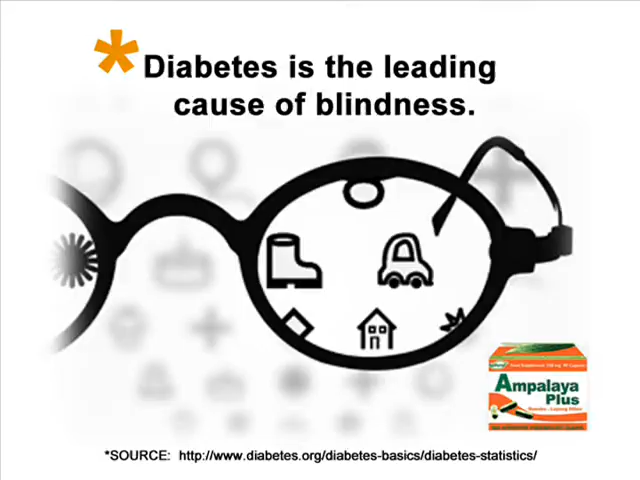 *Diabetes is the leading
cause of blindness.
Ampalaya
Plus
*SOURCE: http://www.diabetes.org/diabetes-basics/diabetes-statistics/